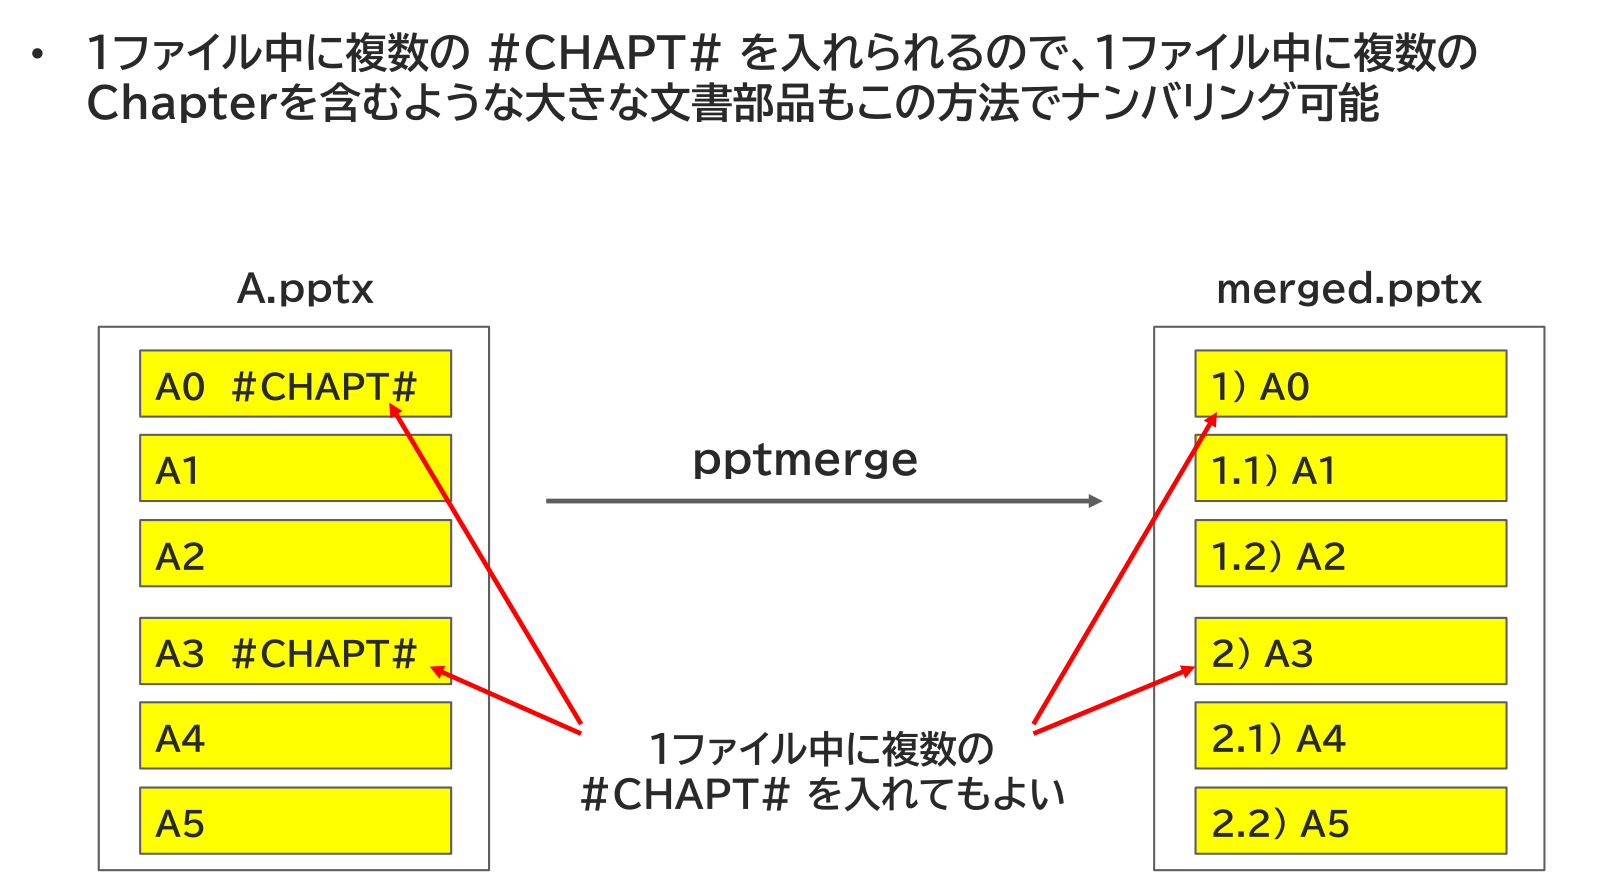 • 1ファイル中に複数の #CHAPT# を入れられるので、1ファイル中に複数の
Chapterを含むような大きな文書部品もこの方法でナンバリング可能
A.pptx
A0 #CHAPT#
A1
A2
A3 #CHAPT#
A4
A5
pptmerge
1ファイル中に複数の
#CHAPT# を入れてもよい
merged.pptx
1) A0
1.1) A1
1.2) A2
2) A3
2.1) A4
2.2) A5